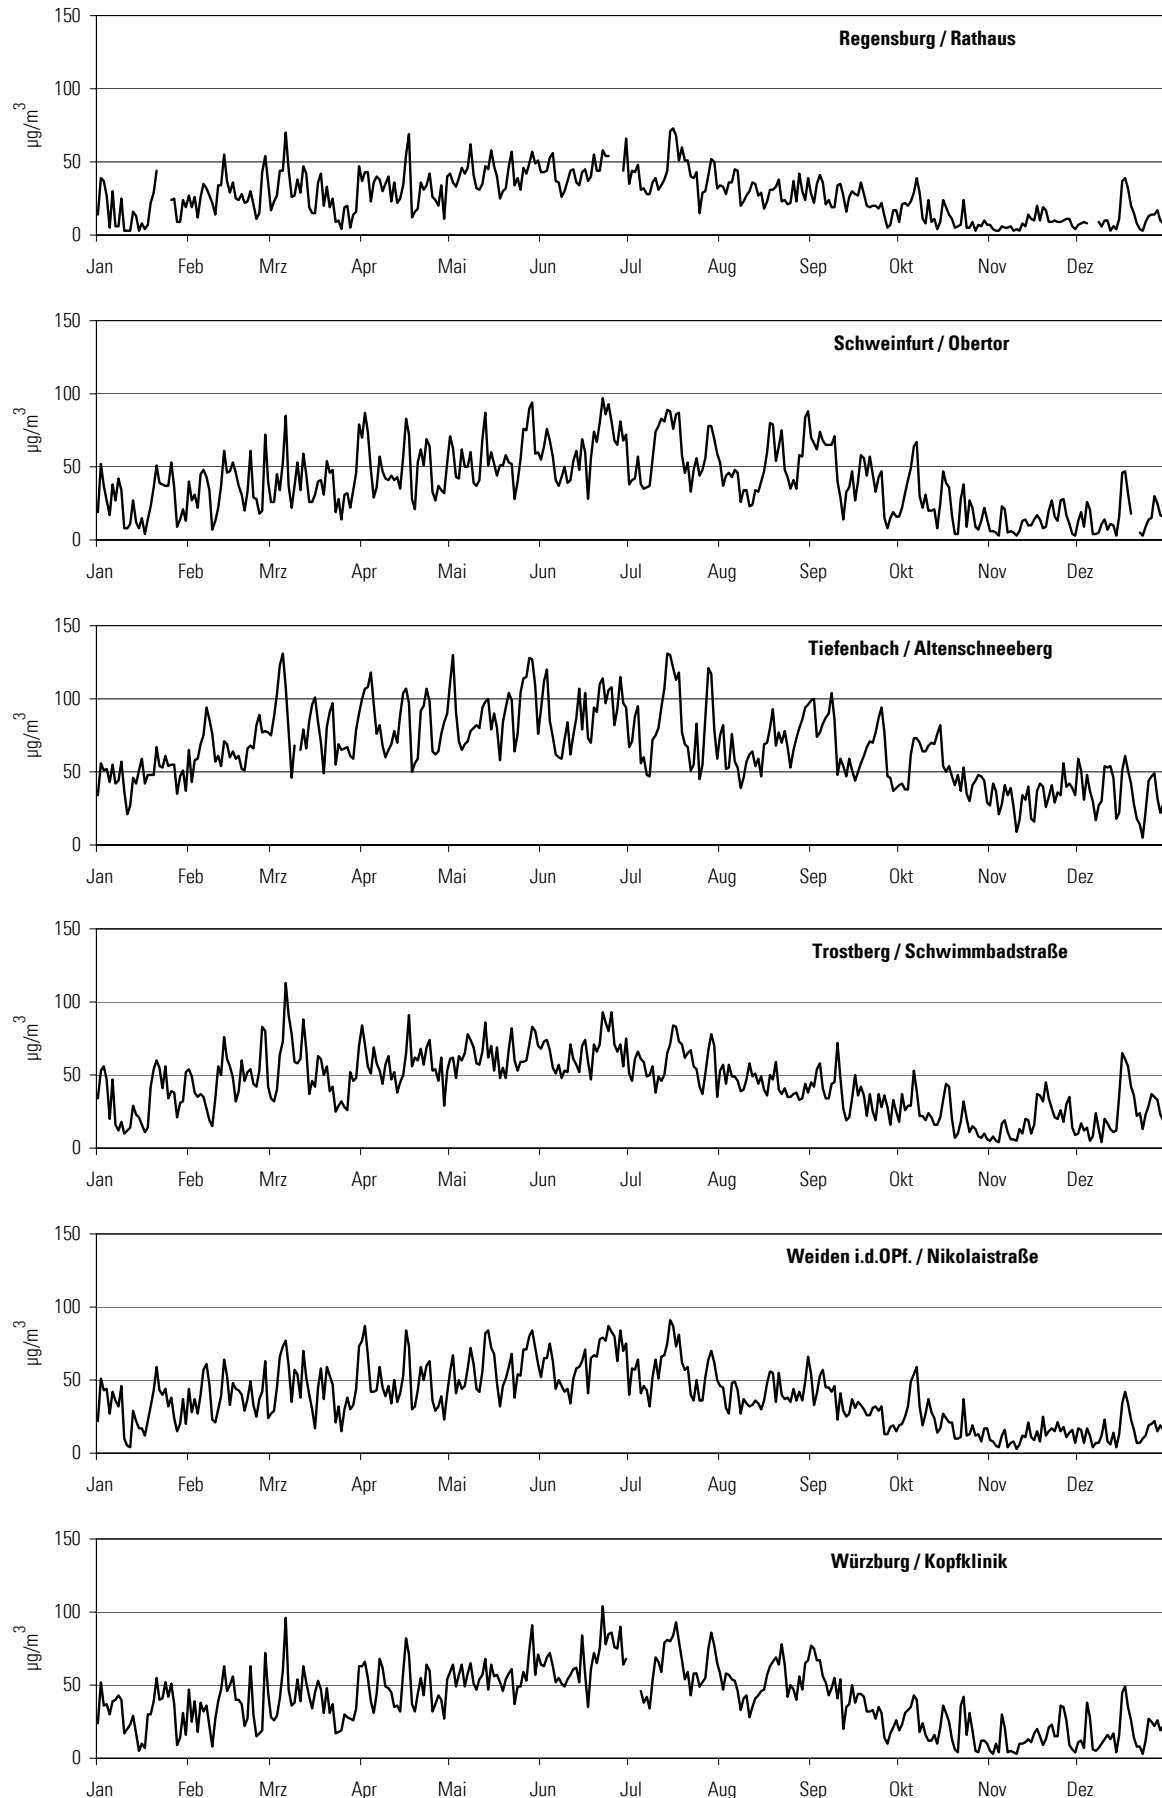 150
Regensburg / Rathaus
100
µg/m3
50
0
Jan Feb Mrz Apr Mai Jun Jul Aug Sep Okt Nov Dez
150
Schweinfurt / Obertor
100
µg/m3
50
0
Jan Feb Mrz Apr Mai Jun Jul Aug Sep Okt Nov Dez
150
Tiefenbach / Altenschneeberg
100
µg/m3
50
0
Jan Feb Mrz Apr Mai Jun Jul Aug Sep Okt Nov Dez
150
Trostberg / Schwimmbadstraße
100
µg/m3
50
0
Jan Feb Mrz Apr Mai Jun Jul Aug Sep Okt Nov Dez
150
Weiden i.d.OPf. / Nikolaistraße
100
µg/m3
50
0
Jan Feb Mrz Apr Mai Jun Jul Aug Sep Okt Nov Dez
150
Würzburg / Kopfklinik
100
µg/m3
50
0
Jan Feb Mrz Apr Mai Jun Jul Aug Sep Okt Nov Dez